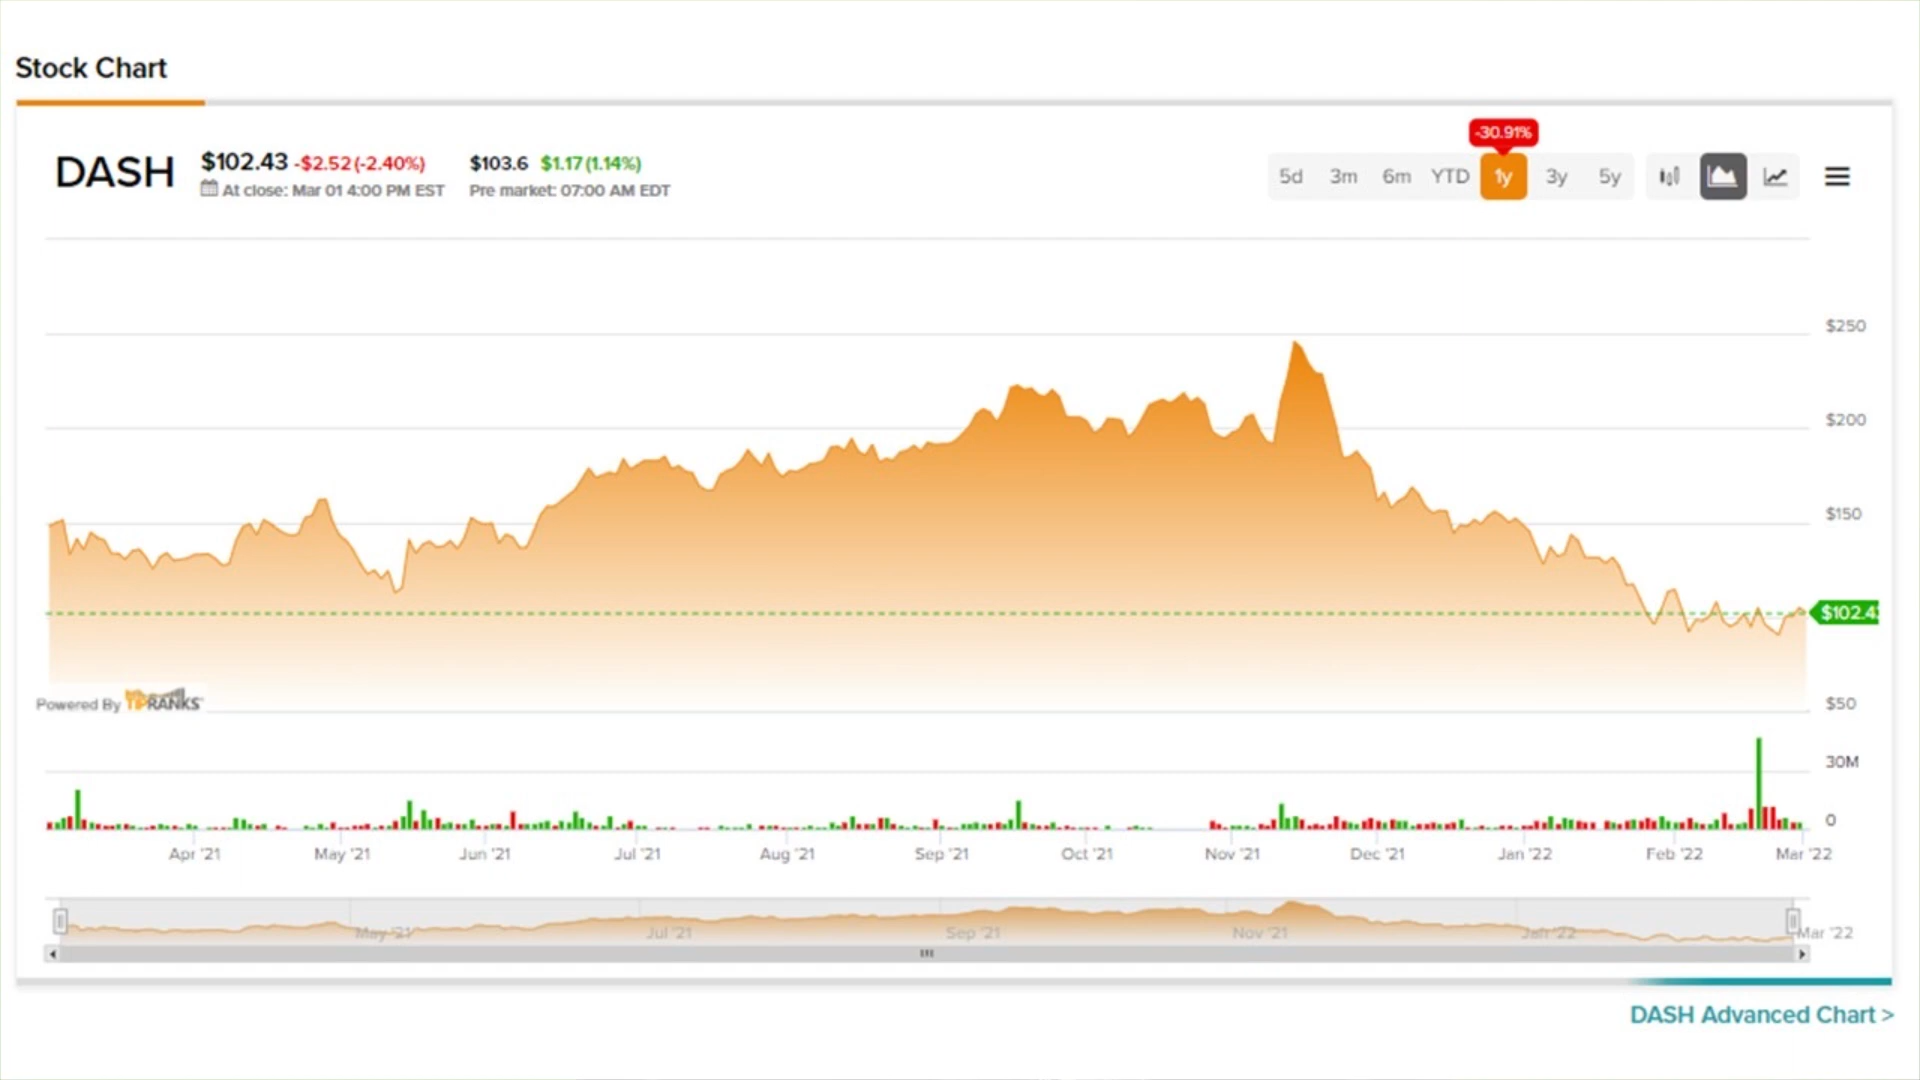 Stock Chart
-30.91%
DASH $102.43 -$2.52 (-2.40%) $103.6 $1.17 (1.14%)
At close: Mar 01 4:00 PM EST Pre market: 07:00 AM EDT
5d 3m 6m YTD 1y 3y 5y
$250
$200
$150
$102.4
$50
Powered By TIPRANKS
30M
0
Apr '21 May '21 Jun '21 Jul '21 Aug '21 Sep '21 Oct '21 Nov '21 Dec '21 Jan '22 Feb '22 Mar '22
May '21 Jul '21 Sep '21 Nov '21 Jan '22 Mar '22
DASH Advanced Chart >